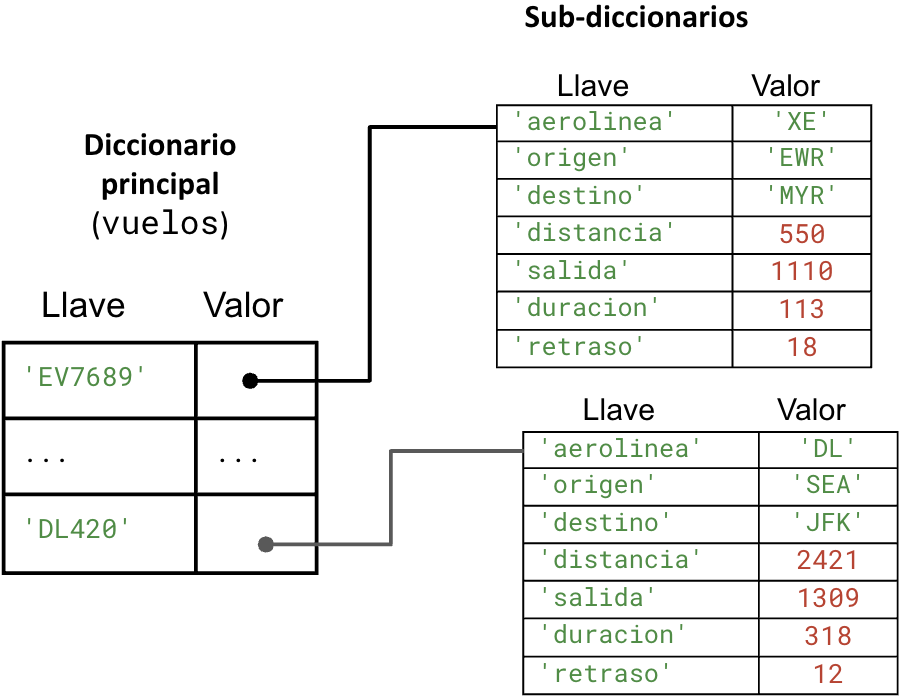 Sub-diccionarios
Llave Valor
'aerolinea' 'XE'
'origen' 'EWR'
'destino' 'MYR'
'distancia' 550
'salida' 1110
'duracion' 113
'retraso' 18
Diccionario
principal
(vuelos)
Llave Valor
'EV7689'
... ...
'DL420'
Llave Valor
'aerolinea' 'DL'
'origen' 'SEA'
'destino' 'JFK'
'distancia' 2421
'salida' 1309
'duracion' 318
'retraso' 12